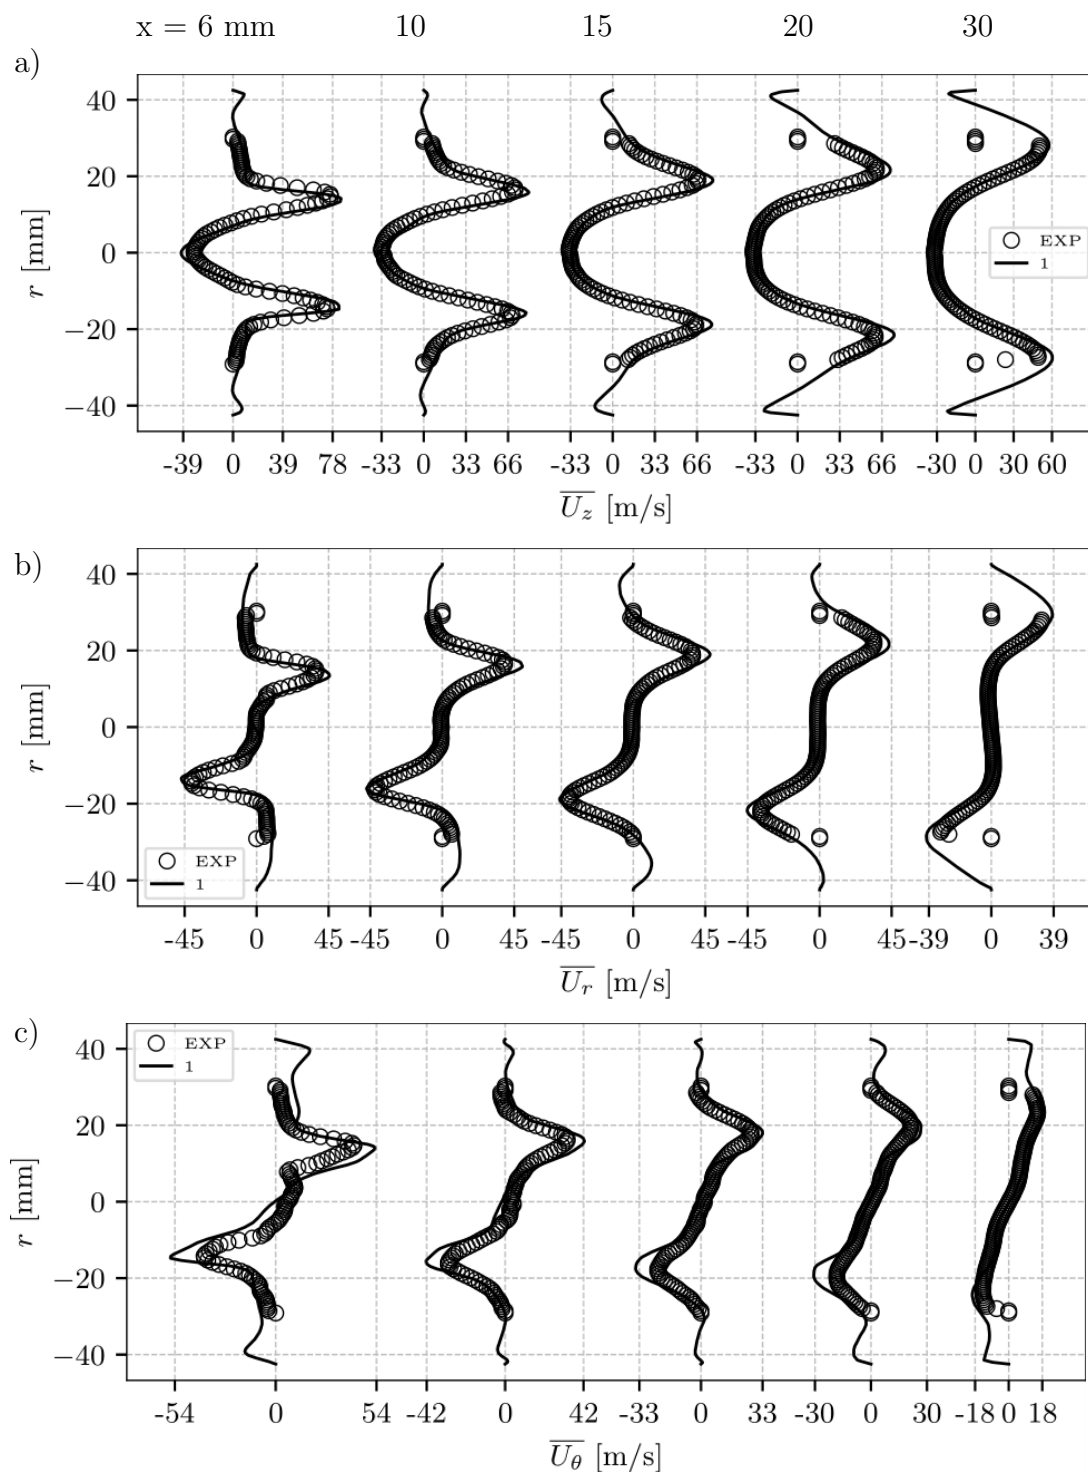 x = 6 mm 10 15 20 30
a)
40
20
0
−20
−40
r [mm]
EXP
1
-39 0 39 78 -33 0 33 66 -33 0 33 66 -33 0 33 66 -30 0 30 60
U_z [m/s]
b)
40
20
0
−20
−40
r [mm]
EXP
1
-45 0 45 -45 0 45 -45 0 45 -45 0 45 -39 0 39
U_r [m/s]
c)
EXP
1
40
20
0
−20
−40
r [mm]
-54 0 54 -42 0 42 -33 0 33 -30 0 30 -18 0 18
U_θ [m/s]